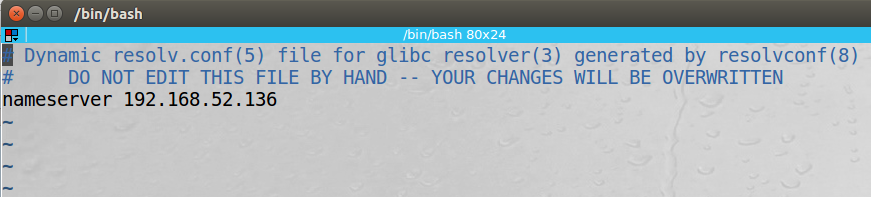 /bin/bash
/bin/bash 80x24
# Dynamic resolv.conf(5) file for glibc resolver(3) generated by resolvconf(8)
#     DO NOT EDIT THIS FILE BY HAND -- YOUR CHANGES WILL BE OVERWRITTEN
nameserver 192.168.52.136
~
~
~
~